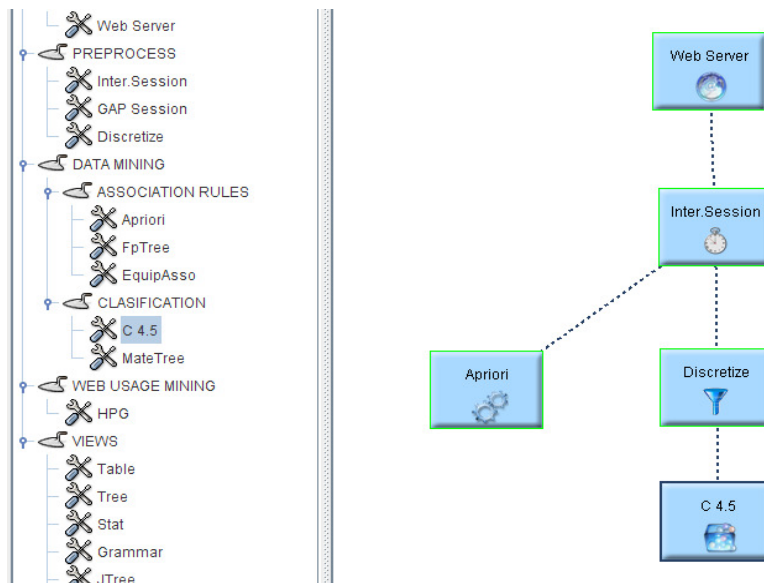 Web Server
PREPROCESS
Inter.Session
GAP Session
Discretize
DATA MINING
ASSOCIATION RULES
Apriori
FpTree
EquipAsso
CLASIFICATION
C 4.5
MateTree
WEB USAGE MINING
HPG
VIEWS
Table
Tree
Stat
Grammar
JTree
Web Server
Inter.Session
Apriori
Discretize
C 4.5